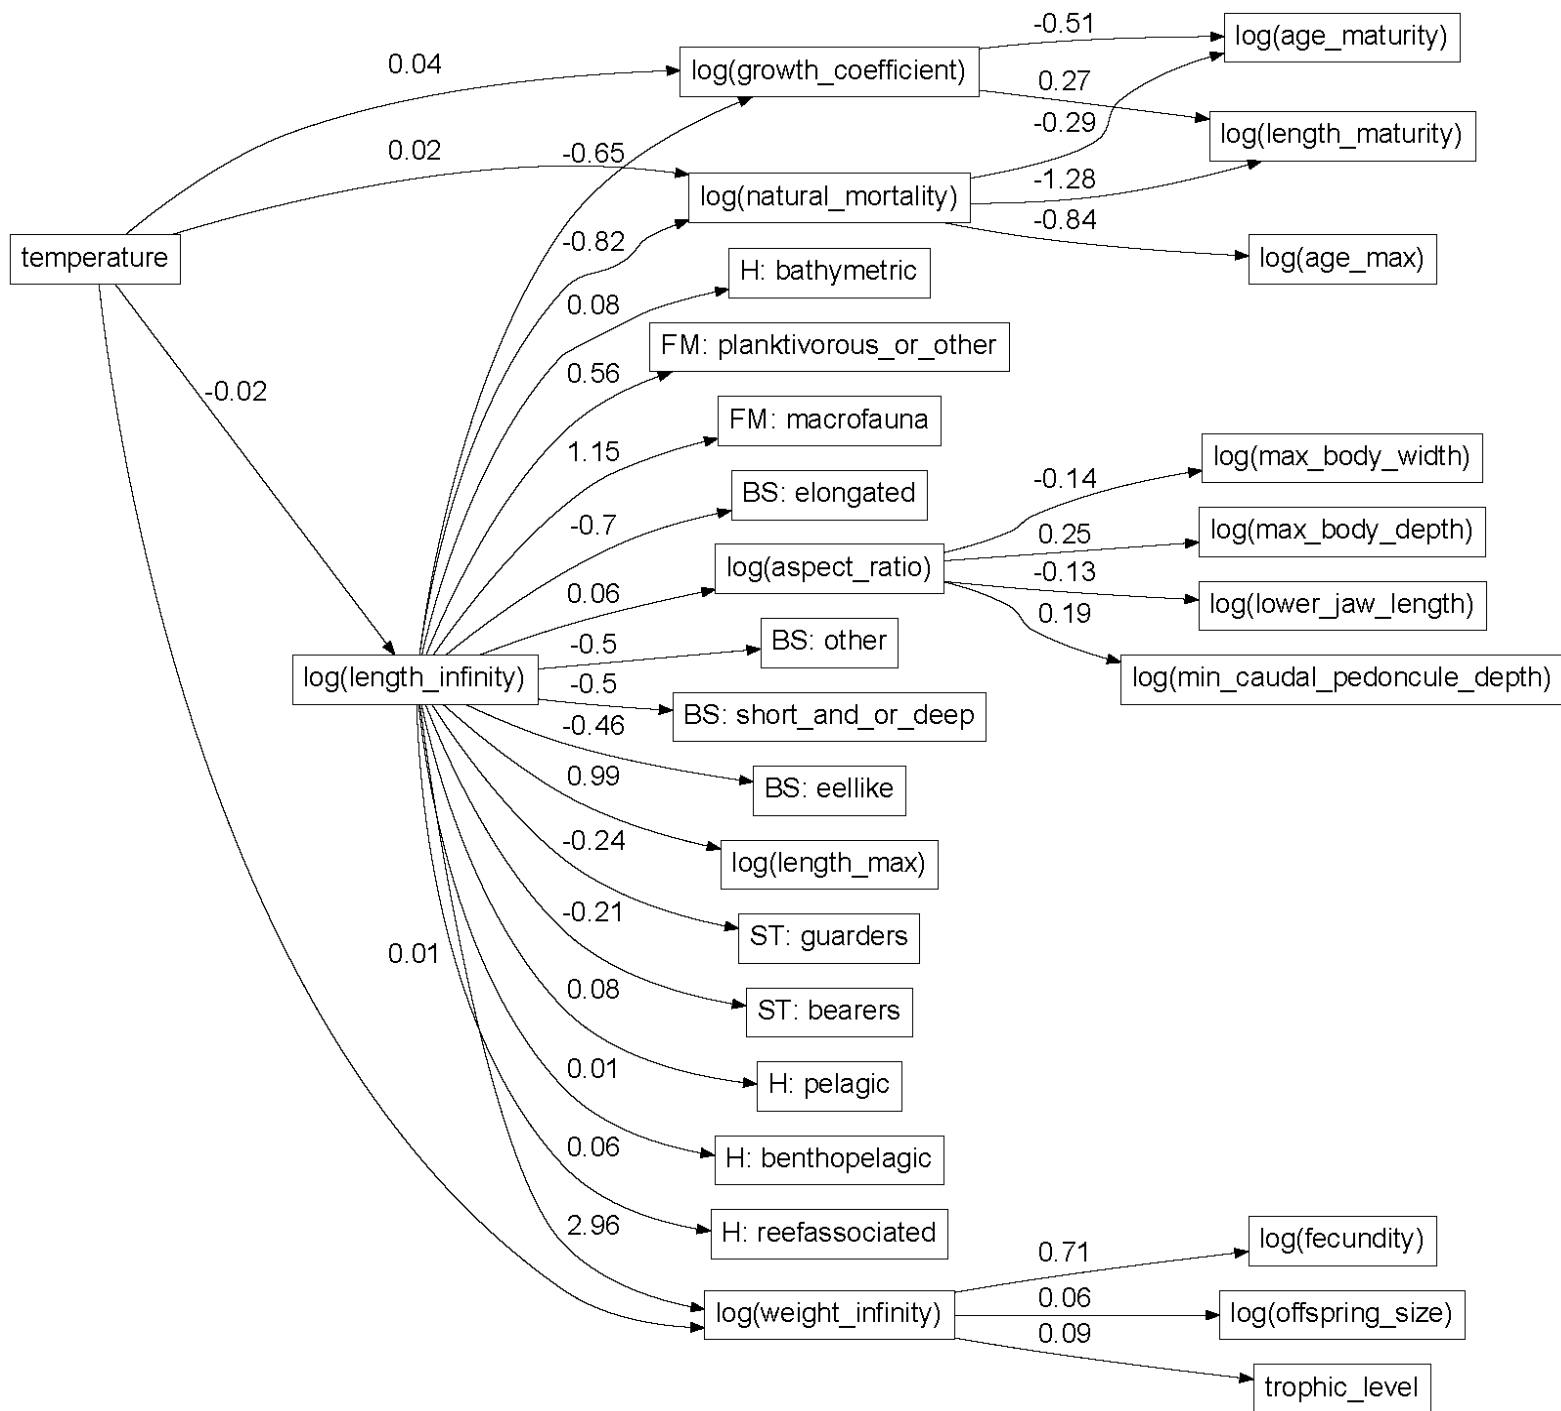 -0.51
log(age_maturity)
0.04
log(growth_coefficient)
0.27
-0.29
log(length_maturity)
0.02
-0.65
log(natural_mortality)
-1.28
-0.84
temperature
-0.82
H: bathymetric
log(age_max)
0.08
FM: planktivorous_or_other
0.56
-0.02
FM: macrofauna
1.15
log(max_body_width)
-0.14
BS: elongated
-0.7
log(max_body_depth)
0.25
log(aspect_ratio)
-0.13
0.06
log(lower_jaw_length)
0.19
BS: other
-0.5
log(length_infinity)
-0.5
log(min_caudal_pedoncule_depth)
BS: short_and_or_deep
-0.46
0.99
BS: eellike
-0.24
log(length_max)
-0.21
ST: guarders
0.01
0.08
ST: bearers
0.01
H: pelagic
0.06
H: benthopelagic
2.96
H: reefassociated
0.71
log(fecundity)
0.06
log(weight_infinity)
log(offspring_size)
0.09
trophic_level